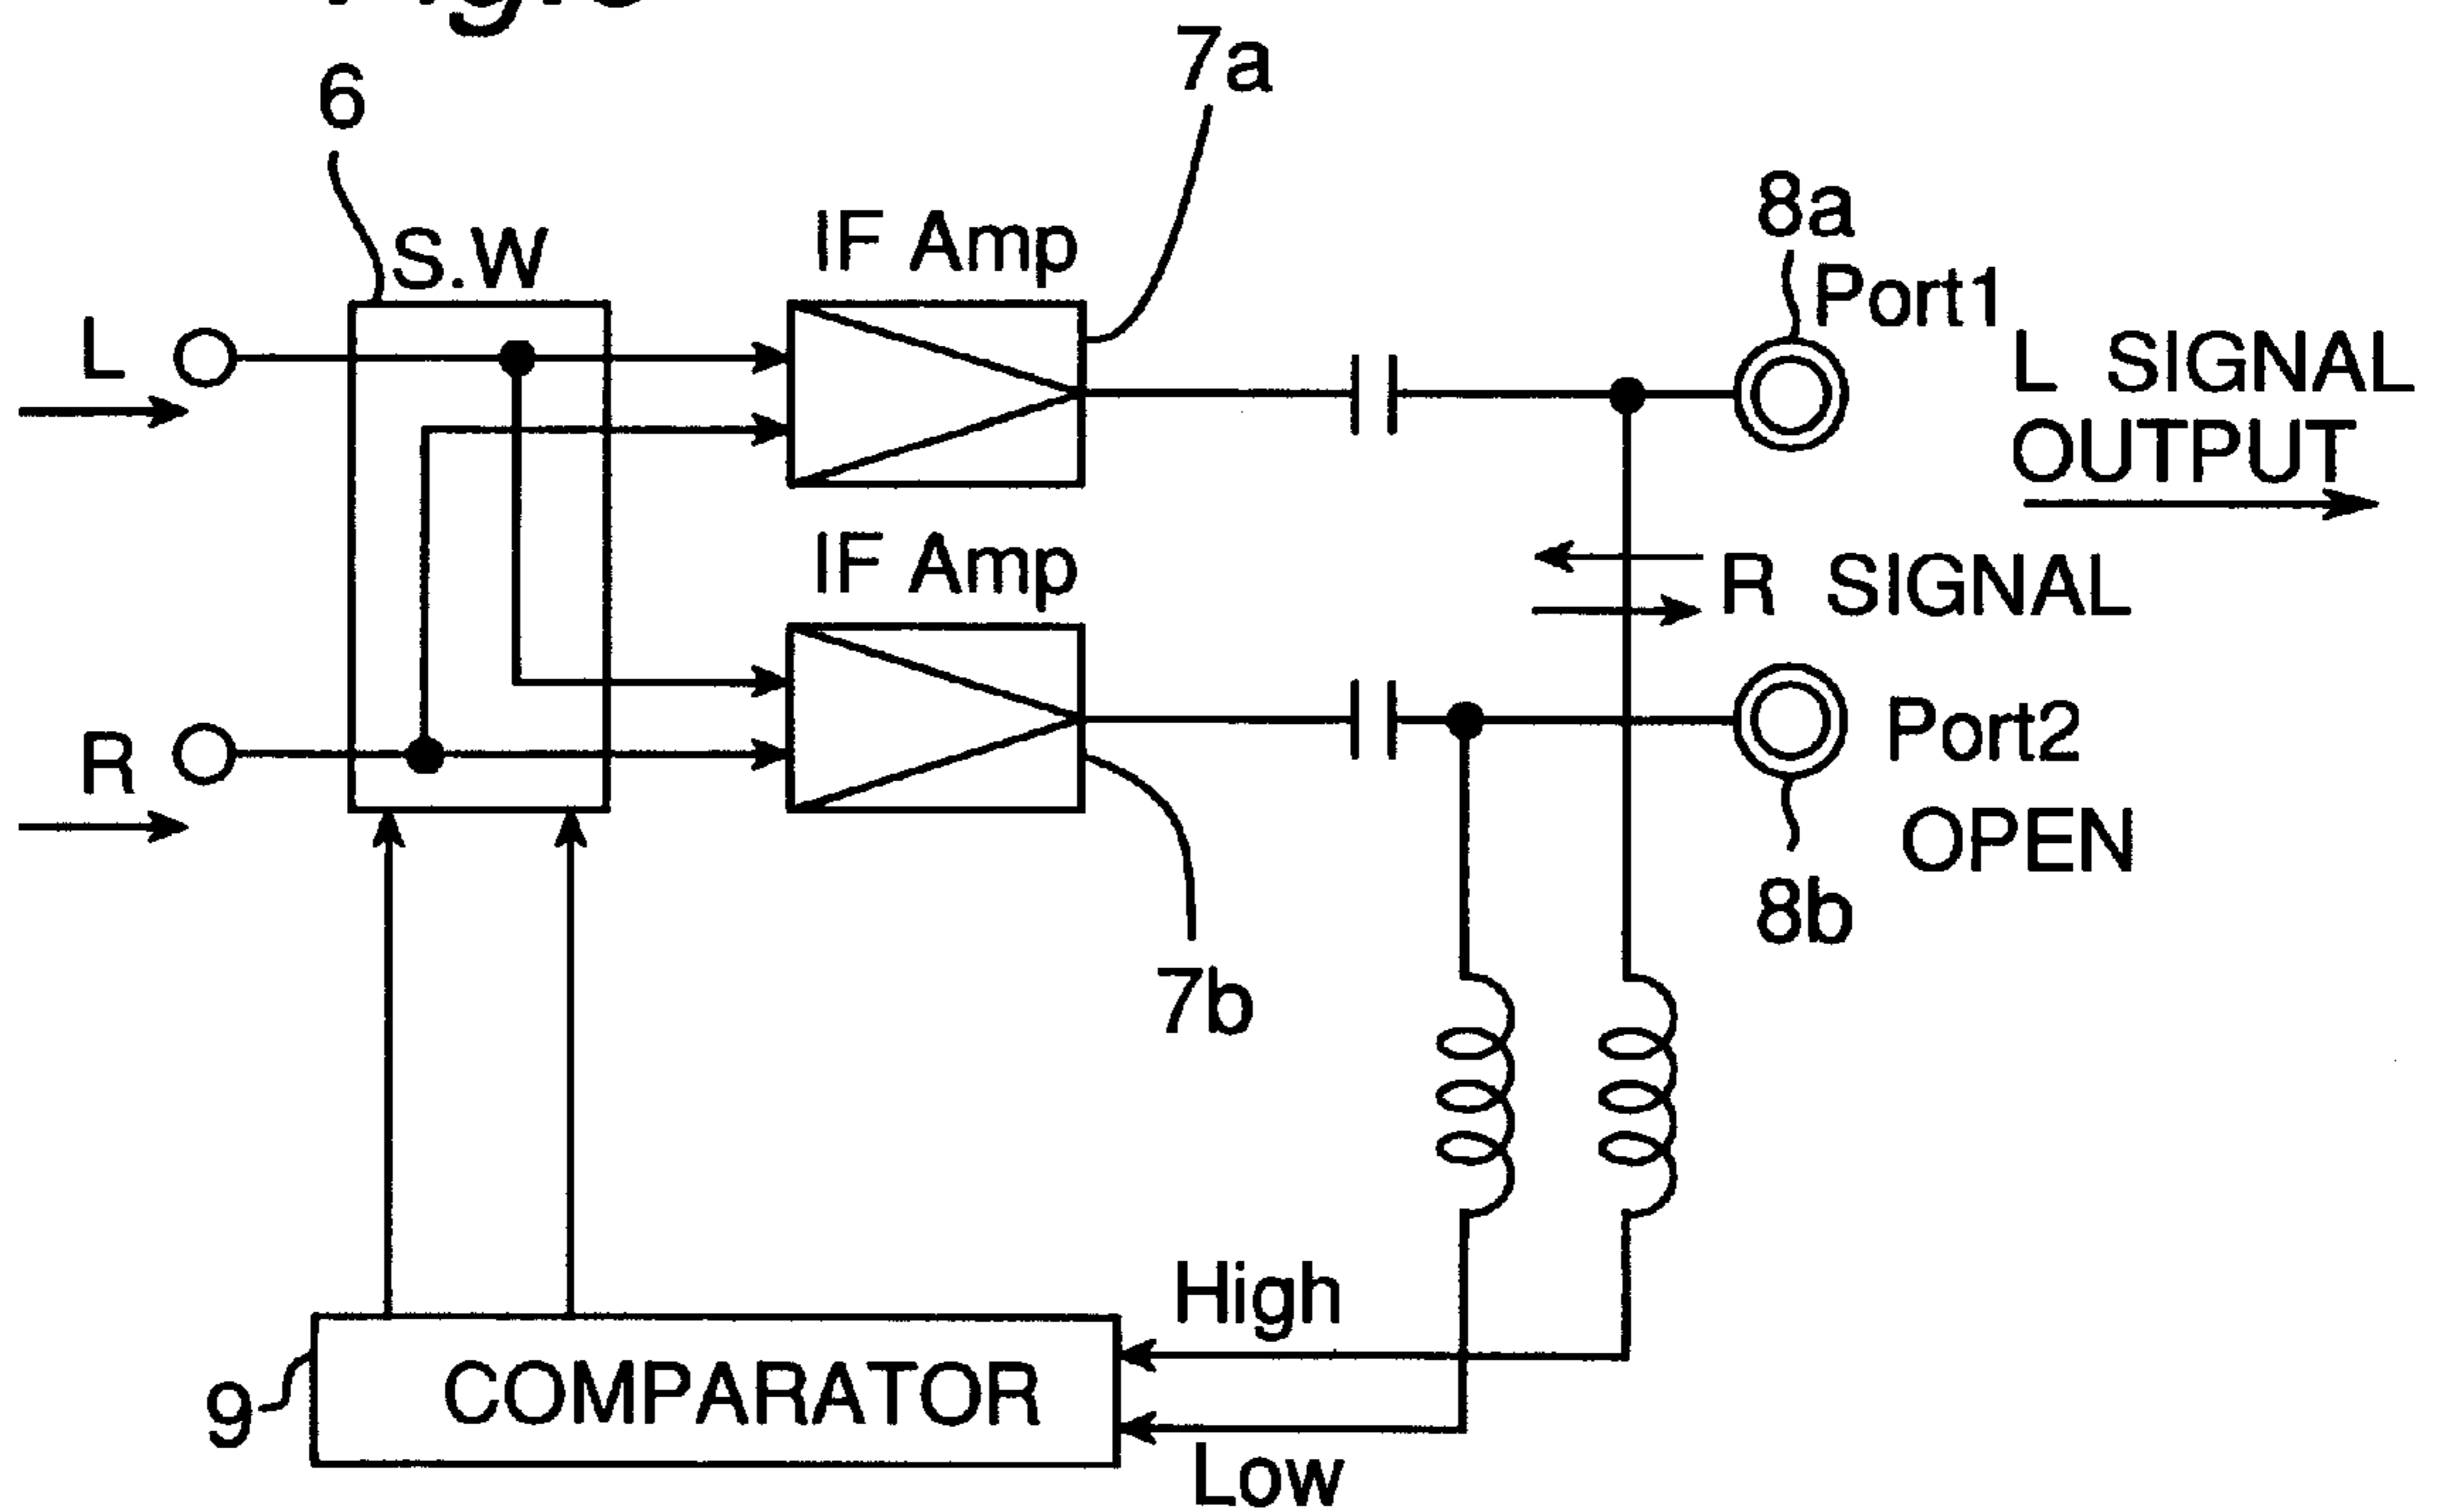 6
7a
S.W
IF Amp
8a
Port1
L
L SIGNAL
OUTPUT
IF Amp
R SIGNAL
R
Port2
OPEN
8b
7b
High
9
COMPARATOR
Low